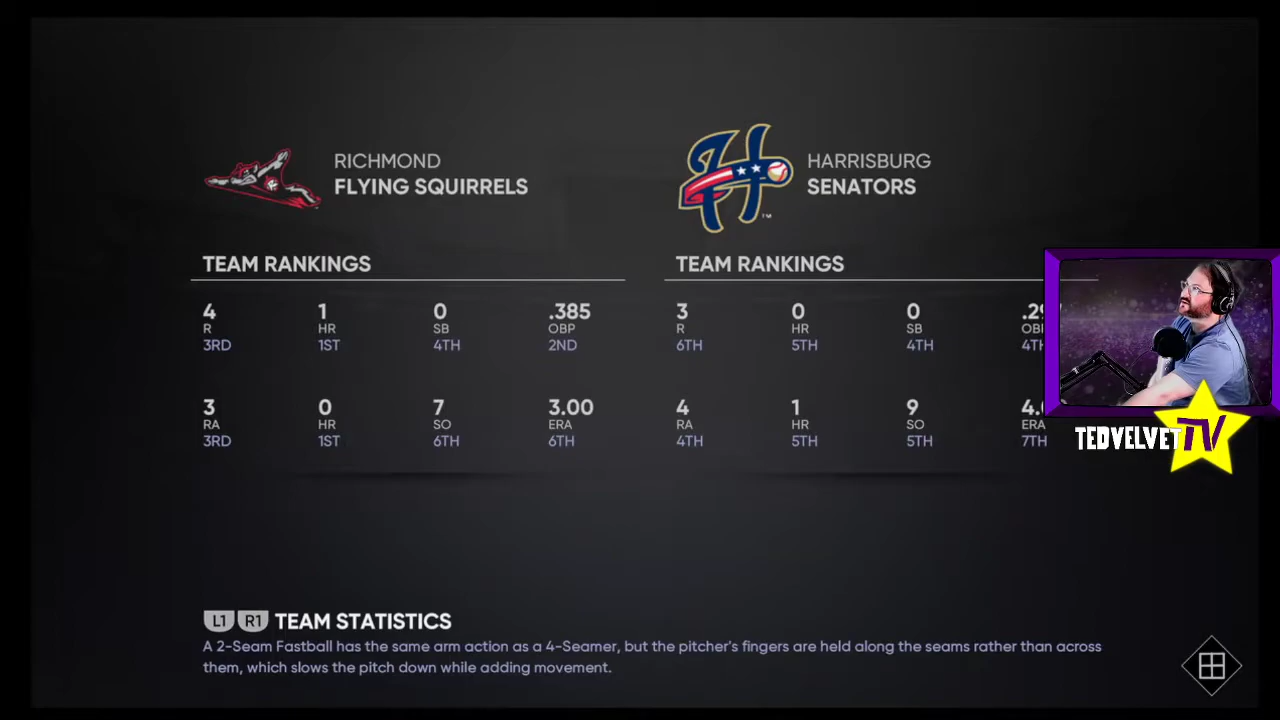 RICHMOND
FLYING SQUIRRELS
HARRISBURG
SENATORS
TEAM RANKINGS
TEAM RANKINGS
4 1 0 .385
R HR SB OBP
3RD 1ST 4TH 2ND
3 0 0
R HR SB
6TH 5TH 4TH
3 0 7 3.00
RA HR SO ERA
3RD 1ST 6TH 6TH
4 1 9
RA HR SO ERA
4TH 5TH 5TH 7TH
TEDVELVET TV
L1 R1 TEAM STATISTICS
A 2-Seam Fastball has the same arm action as a 4-Seamer, but the pitcher's fingers are held along the seams rather than across
them, which slows the pitch down while adding movement.